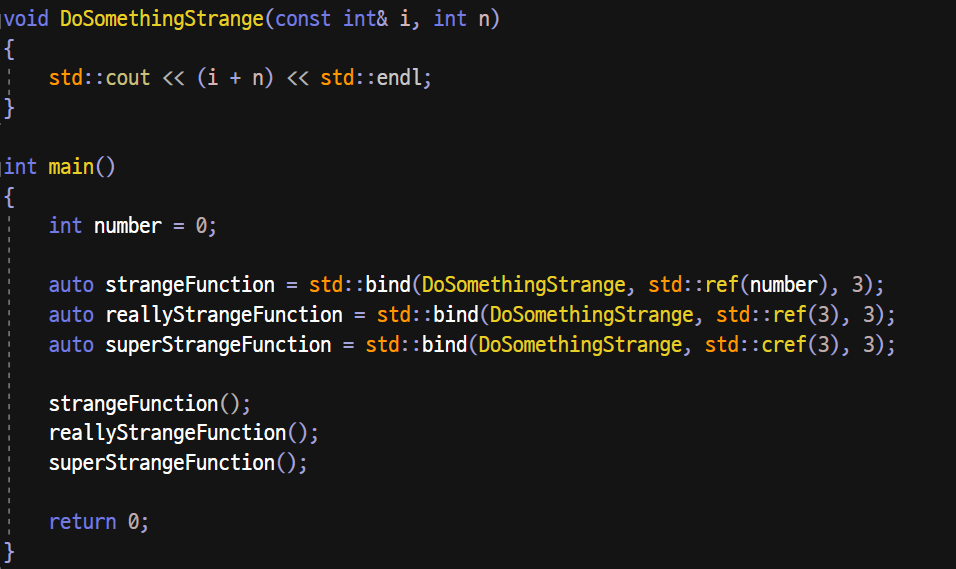 void DoSomethingStrange(const int& i, int n)
{
    std::cout << (i + n) << std::endl;
}
int main()
{
    int number = 0;
    auto strangeFunction = std::bind(DoSomethingStrange, std::ref(number), 3);
    auto reallyStrangeFunction = std::bind(DoSomethingStrange, std::ref(3), 3);
    auto superStrangeFunction = std::bind(DoSomethingStrange, std::cref(3), 3);
    strangeFunction();
    reallyStrangeFunction();
    superStrangeFunction();
    return 0;
}